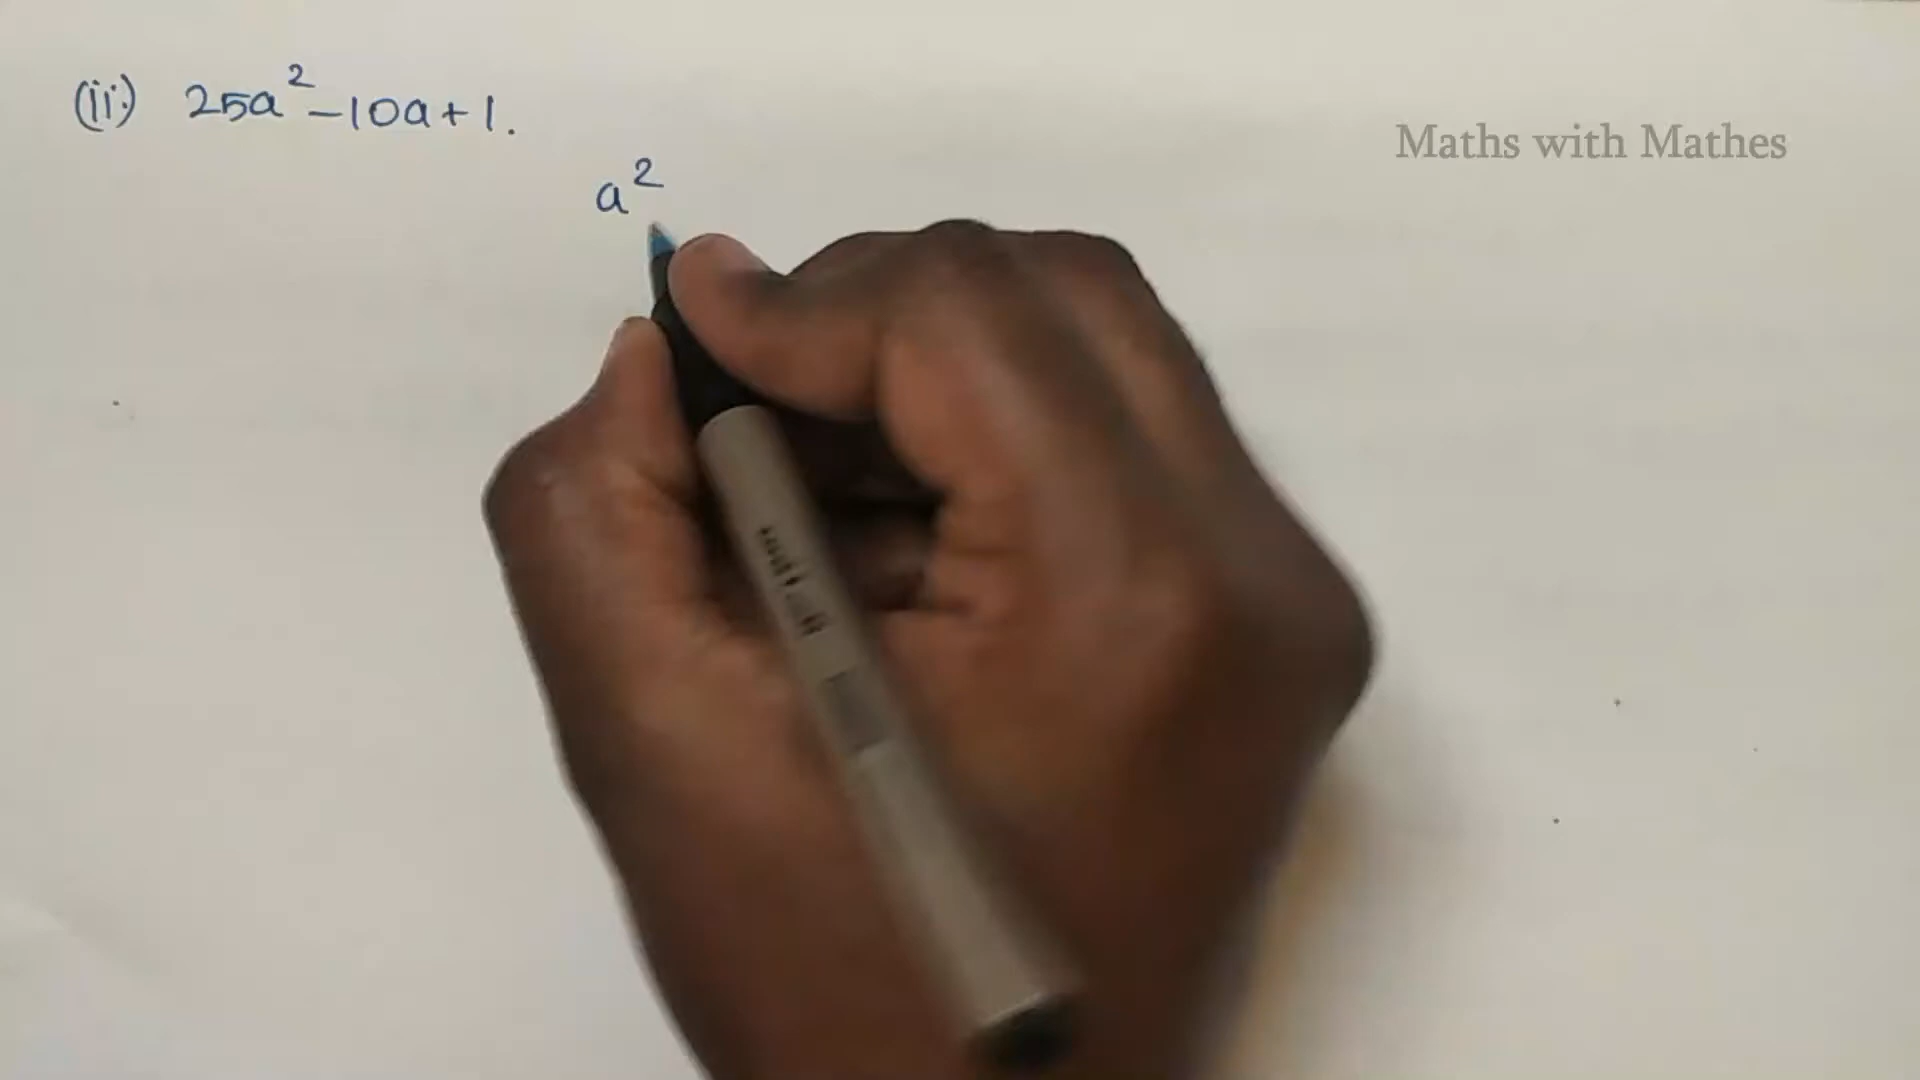 (ii) 25a² – 10a + 1.
Maths with Mathes
a²